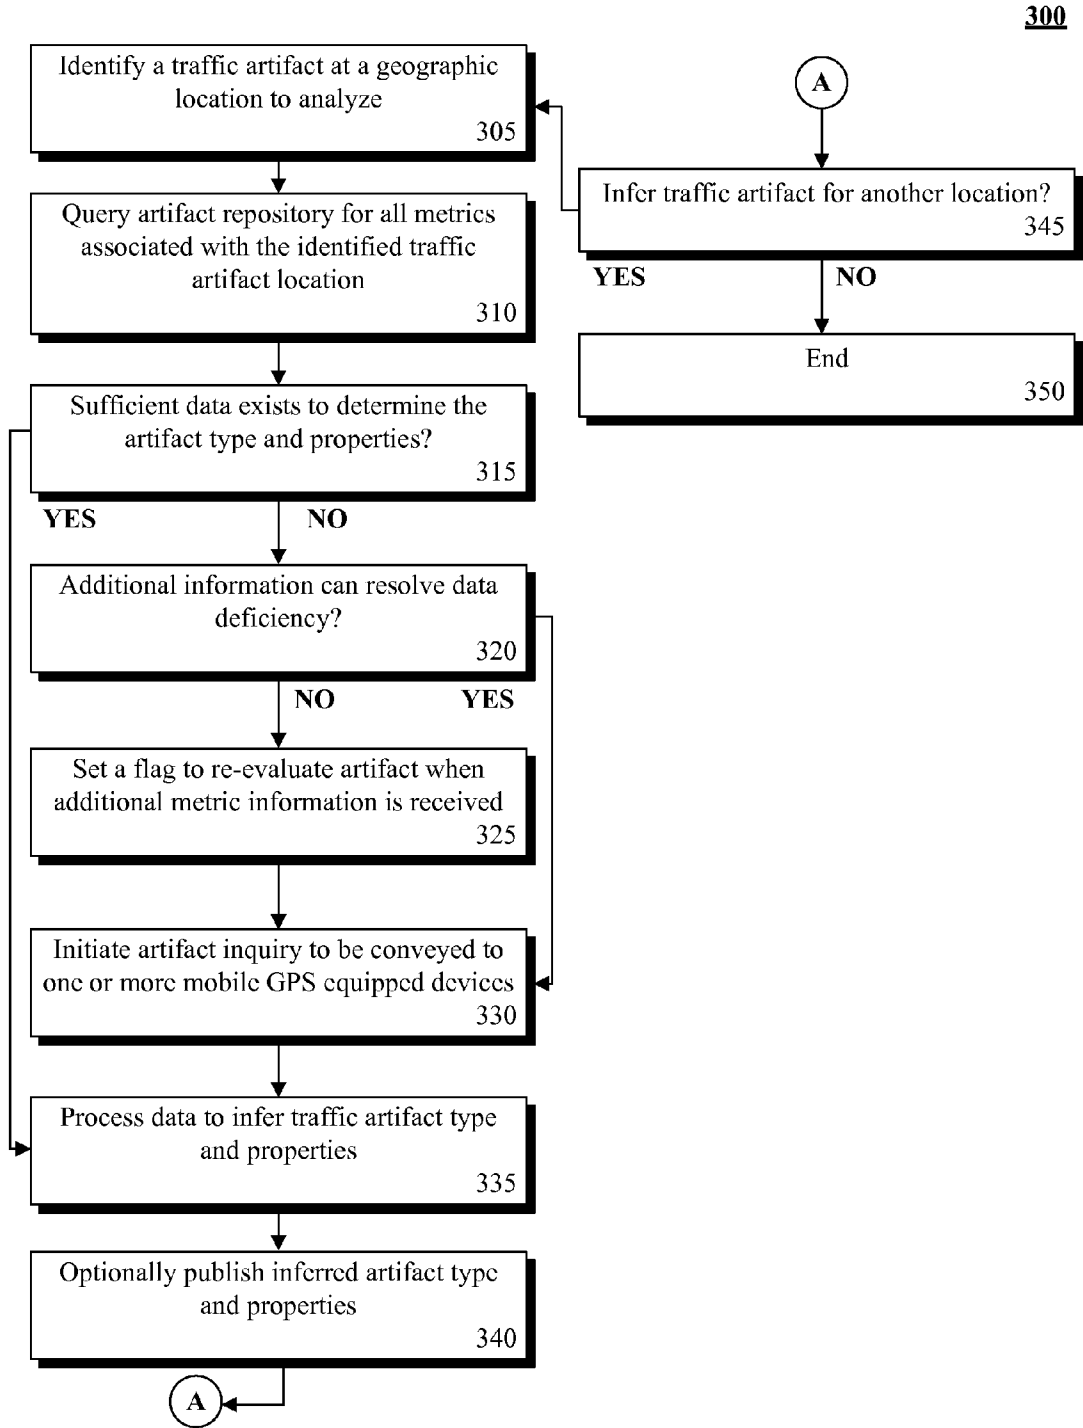 300
Identify a traffic artifact at a geographic
location to analyze
305
Query artifact repository for all metrics
associated with the identified traffic
artifact location
310
Sufficient data exists to determine the
artifact type and properties?
315
YES NO
Additional information can resolve data
deficiency?
320
NO YES
Set a flag to re-evaluate artifact when
additional metric information is received
325
Initiate artifact inquiry to be conveyed to
one or more mobile GPS equipped devices
330
Process data to infer traffic artifact type
and properties
335
Optionally publish inferred artifact type
and properties
340
A
A
Infer traffic artifact for another location?
345
YES NO
End
350